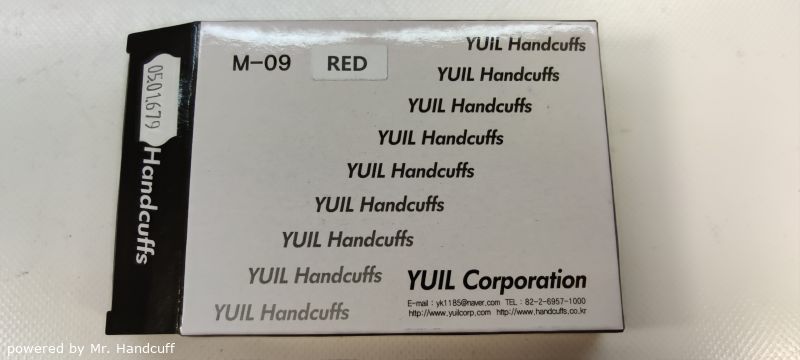 M-09
RED
YUIL Handcuffs
YUIL Handcuffs
YUIL Handcuffs
YUIL Handcuffs
YUIL Handcuffs
YUIL Handcuffs
YUIL Handcuffs
YUIL Handcuffs
YUIL Handcuffs
YUIL Corporation
E-mail : yk1185@naver.com TEL : 82-2-6957-1000
http://www.yuilcorp.com http://www.handcuffs.co.kr
0501.679
Handcuffs
powered by Mr. Handcuff